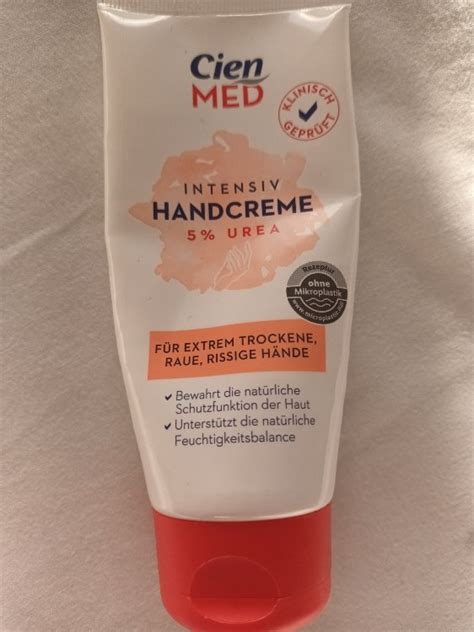 Cien
MED
KLINISCH
GEPRÜFT
INTENSIV
HANDCREME
5% UREA
Rezeptur
ohne
Mikroplastik
FÜR EXTREM TROCKENE,
RAUE, RISSIGE HÄNDE
Bewahrt die natürliche
Schutzfunktion der Haut
Unterstützt die natürliche
Feuchtigkeitsbalance